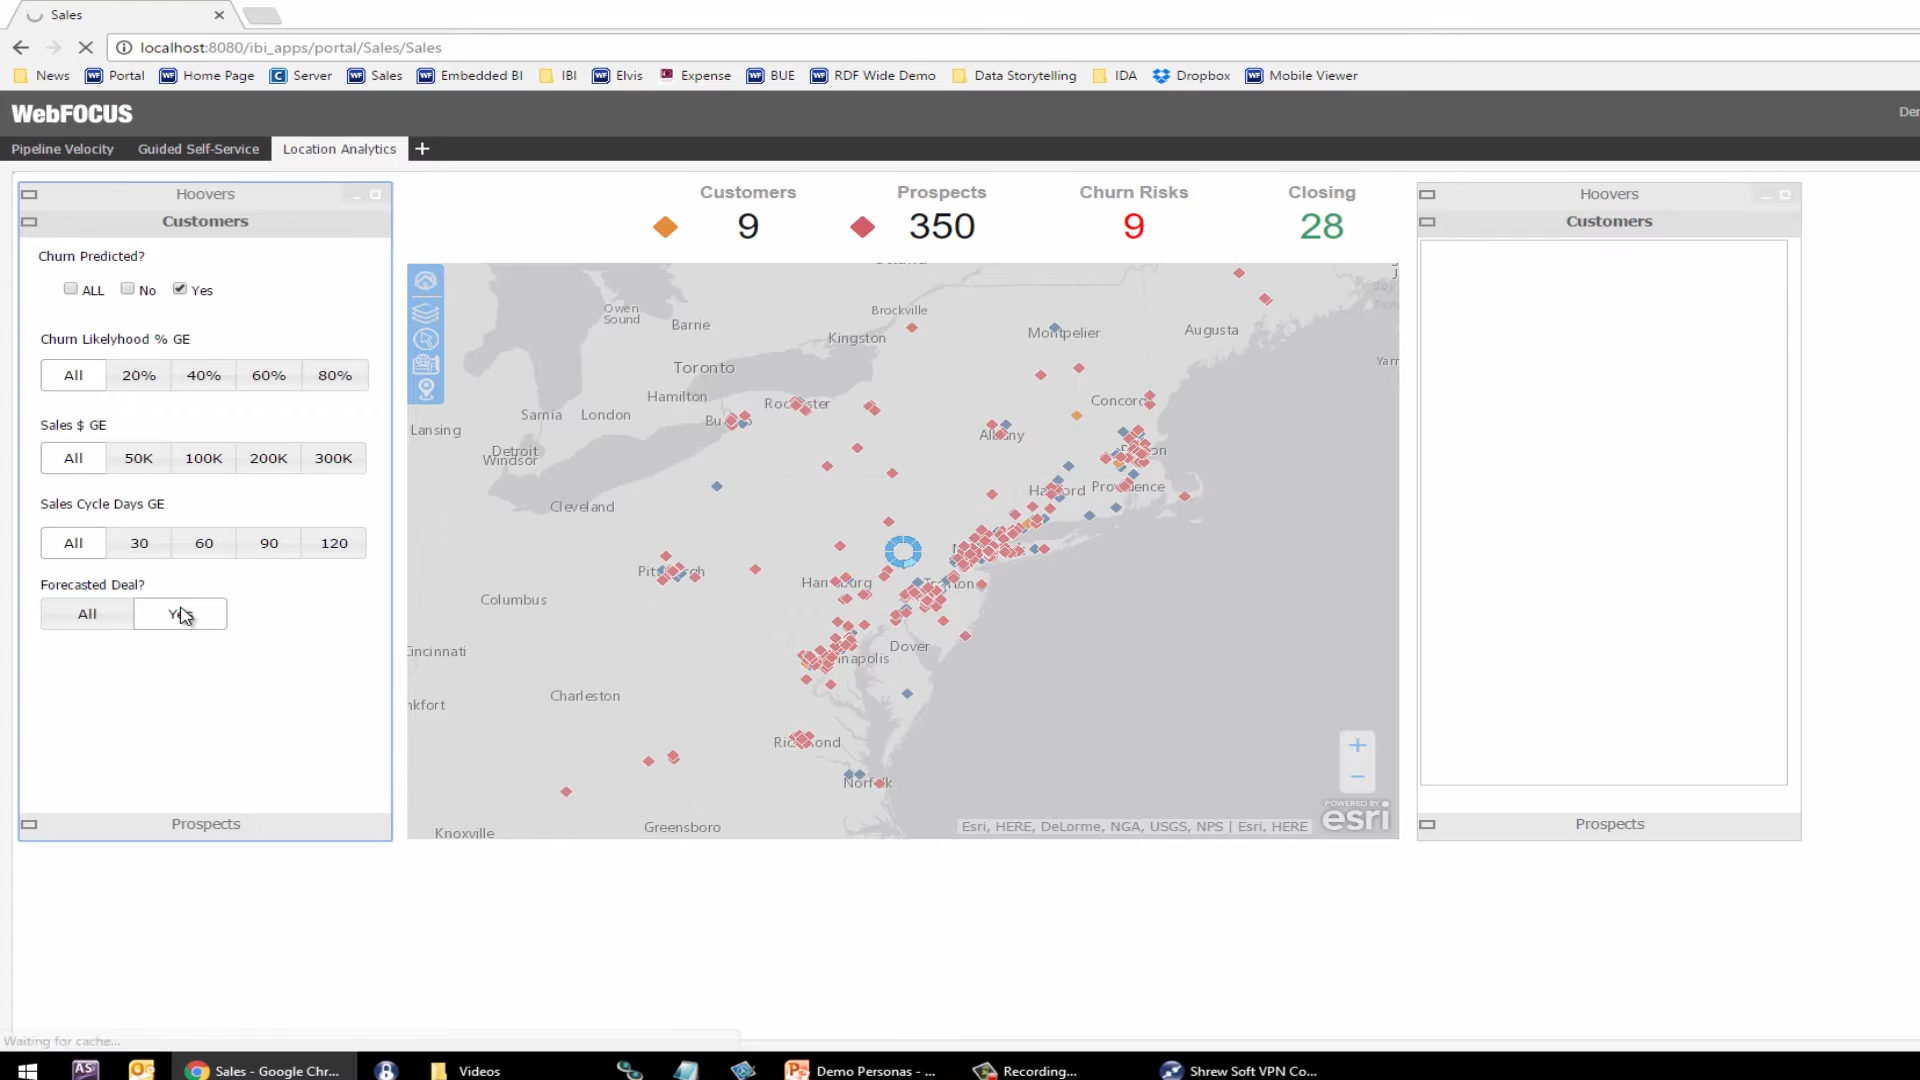 Sales
localhost:8080/ibi_apps/portal/Sales/Sales
News Portal Home Page Server Sales Embedded BI IBI Elvis Expense BUE RDF Wide Demo Data Storytelling IDA Dropbox Mobile Viewer
WebFOCUS
Pipeline Velocity Guided Self-Service Location Analytics +
Hoovers
Customers
Churn Predicted?
ALL No Yes
Churn Likelyhood % GE
All 20% 40% 60% 80%
Sales $ GE
All 50K 100K 200K 300K
Sales Cycle Days GE
All 30 60 90 120
Forecasted Deal?
All Yes
Prospects
Customers Prospects Churn Risks Closing
9 350 9 28
Owen
Sound
Barrie
Brockville
Kingston
Montpelier
Augusta
Toronto
Hamilton
Sarnia London
Lansing
Detroit
Windsor
Concord
Providence
Cleveland
Columbus
Dover
Charleston
Norfolk
Knoxville
Greensboro
+
−
POWERED BY
esri
Esri, HERE, DeLorme, NGA, USGS, NPS | Esri, HERE
Hoovers
Customers
Prospects
Waiting for cache...
Sales - Google Chr...
Videos
Demo Personas - ...
Recording...
Shrew Soft VPN Co...